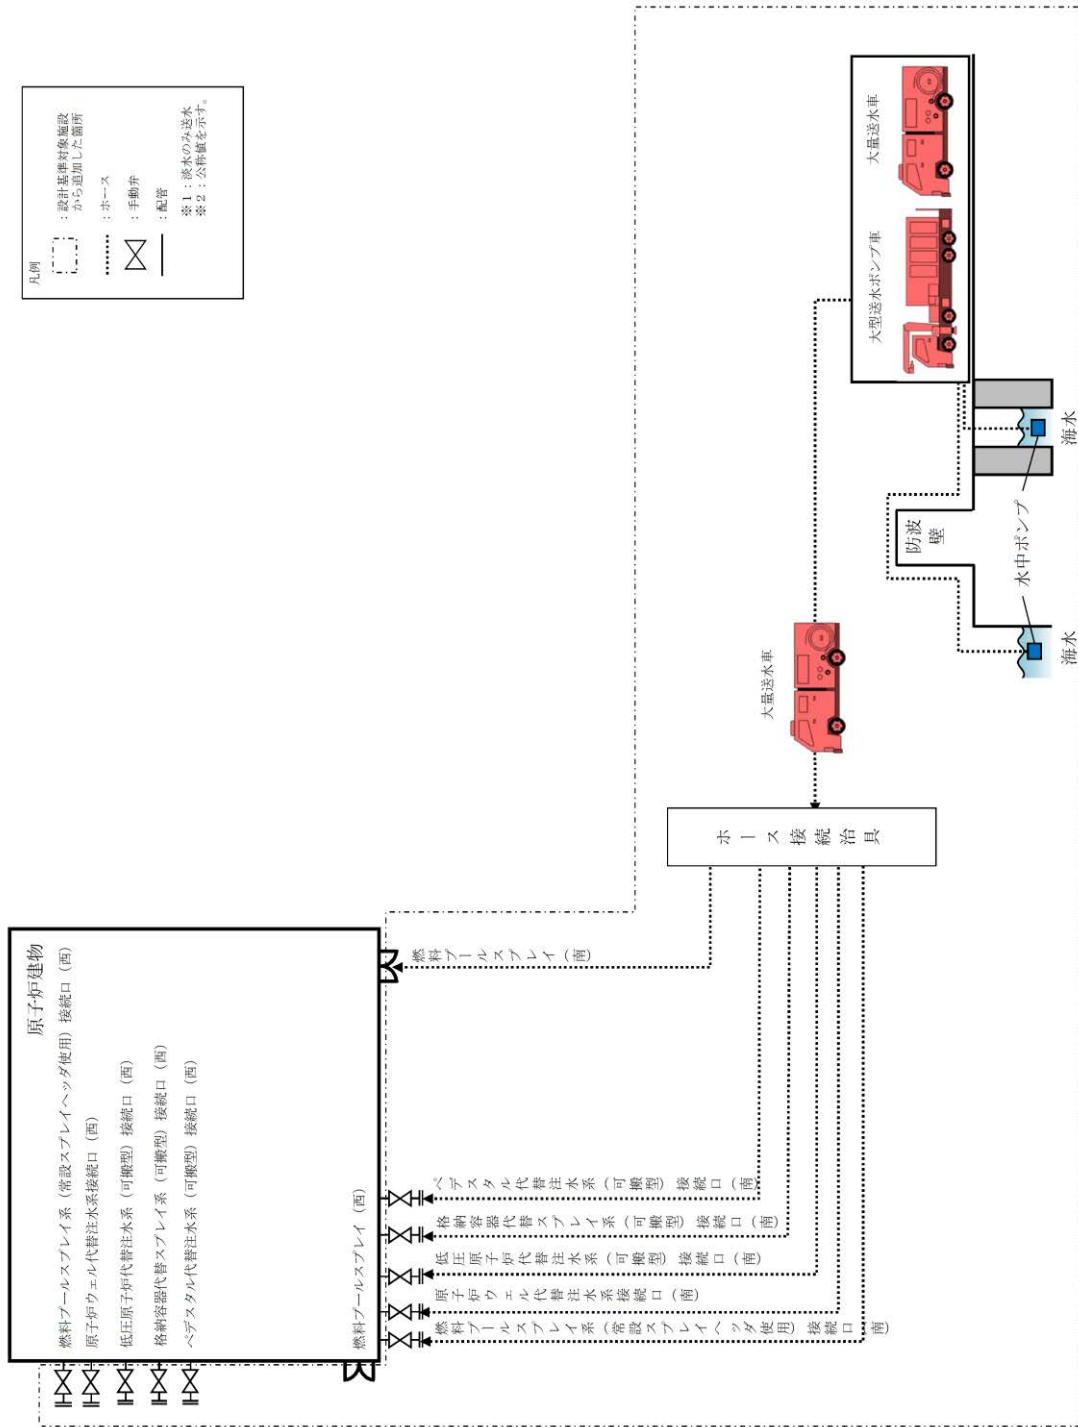 原子炉建物
燃料プールスプレイ系（常設スプレイヘッダ使用）接続口（西）
原子炉ウェル代替注水系接続口（西）
低圧原子炉代替注水系（可搬型）接続口（西）
格納容器代替スプレイ系（可搬型）接続口（西）
ペデスタル代替注水系（可搬型）接続口（西）
燃料プールスプレイ（西）
燃料プールスプレイ（南）
ペデスタル代替注水系（可搬型）接続口（南）
格納容器代替スプレイ系（可搬型）接続口（南）
低圧原子炉代替注水系（可搬型）接続口（南）
原子炉ウェル代替注水系接続口（南）
燃料プールスプレイ系（常設スプレイヘッダ使用）接続口（南）
ホース接続治具
大量送水車
大型送水ポンプ車
大量送水車
防波
壁
水中ポンプ
海水
海水
凡例
：設計基準対象施設
から追加した箇所
：ホース
：手動弁
：配管
※１：淡水のみ送水
※２：公称値を示す。